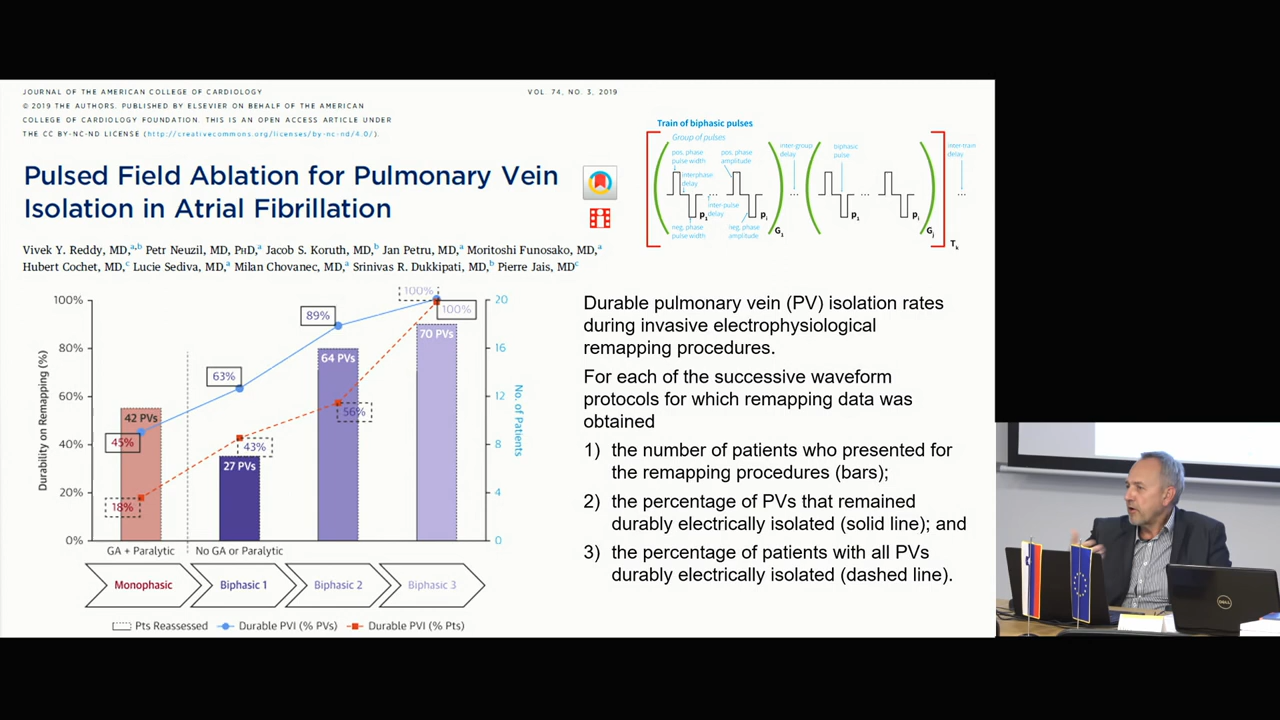 JOURNAL OF THE AMERICAN COLLEGE OF CARDIOLOGY
VOL. 74, NO. 3, 2019
© 2019 THE AUTHORS. PUBLISHED BY ELSEVIER ON BEHALF OF THE AMERICAN
COLLEGE OF CARDIOLOGY FOUNDATION. THIS IS AN OPEN ACCESS ARTICLE UNDER
THE CC BY-NC-ND LICENSE (http://creativecommons.org/licenses/by-nc-nd/4.0/).
Pulsed Field Ablation for Pulmonary Vein
Isolation in Atrial Fibrillation
Vivek Y. Reddy, MD,a,b Petr Neuzil, MD, PHD,a Jacob S. Koruth, MD,b Jan Petru, MD,a Moritoshi Funosako, MD,a
Hubert Cochet, MD,c Lucie Sediva, MD,a Milan Chovanec, MD,a Srinivas R. Dukkipati, MD,b Pierre Jais, MDc
Train of biphasic pulses
Group of pulses
pos. phase
pulse width
pos. phase
amplitude
inter-group
delay
biphasic
pulse
inter-train
delay
interphase
delay
inter-pulse
delay
neg. phase
pulse width
neg. phase
amplitude
P1
Pi
G1
P1
Pi
Gj
Tk
100%
80%
60%
40%
20%
0%
Durability on Remapping (%)
20
16
12
8
4
0
No. of Patients
42 PVs
27 PVs
64 PVs
70 PVs
45%
63%
89%
100%
18%
43%
56%
100%
GA + Paralytic
No GA or Paralytic
Monophasic
Biphasic 1
Biphasic 2
Biphasic 3
Pts Reassessed
Durable PVI (% PVs)
Durable PVI (% Pts)
Durable pulmonary vein (PV) isolation rates
during invasive electrophysiological
remapping procedures.
For each of the successive waveform
protocols for which remapping data was
obtained
1) the number of patients who presented for
the remapping procedures (bars);
2) the percentage of PVs that remained
durably electrically isolated (solid line); and
3) the percentage of patients with all PVs
durably electrically isolated (dashed line).
DELL